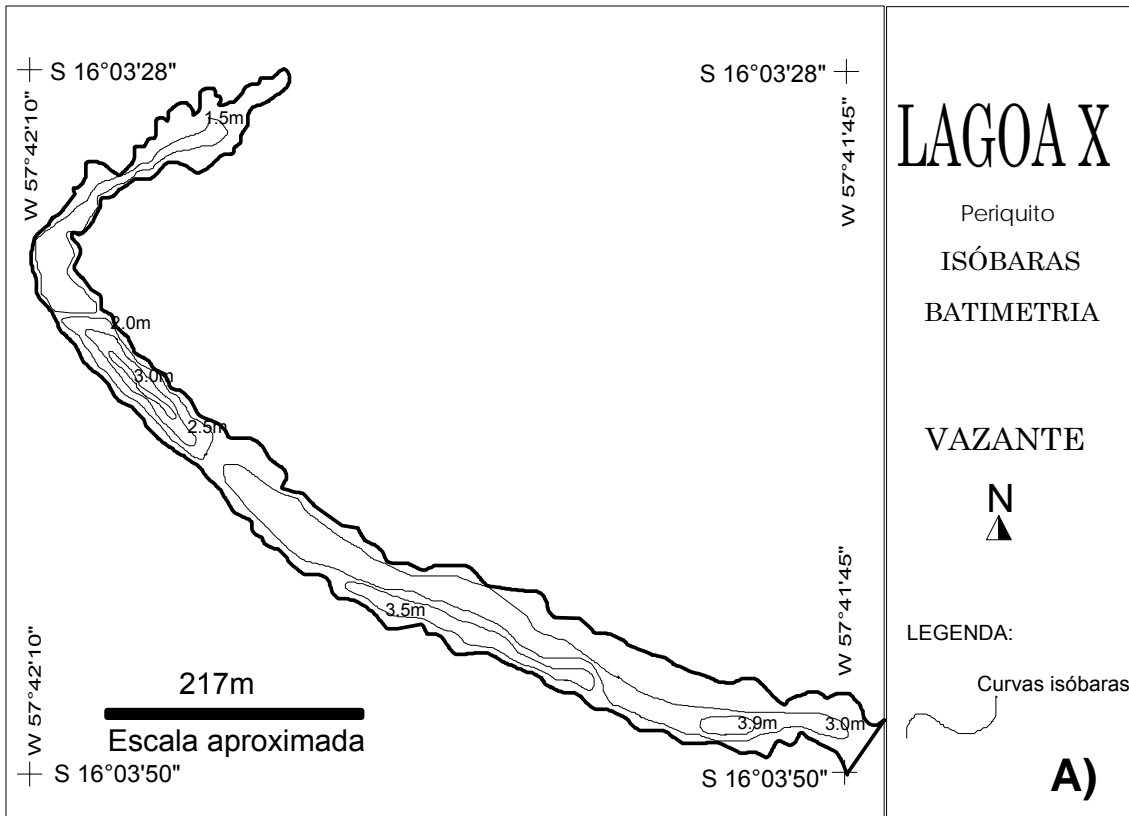 S 16°03'28"
S 16°03'28"
W 57°42'10"
W 57°41'45"
1.5m
2.0m
3.0m
2.5m
3.5m
3.9m
3.0m
W 57°42'10"
W 57°41'45"
217m
Escala aproximada
S 16°03'50"
S 16°03'50"
LAGOA X
Periquito
ISÓBARAS
BATIMETRIA
VAZANTE
N
LEGENDA:
Curvas isóbaras
A)